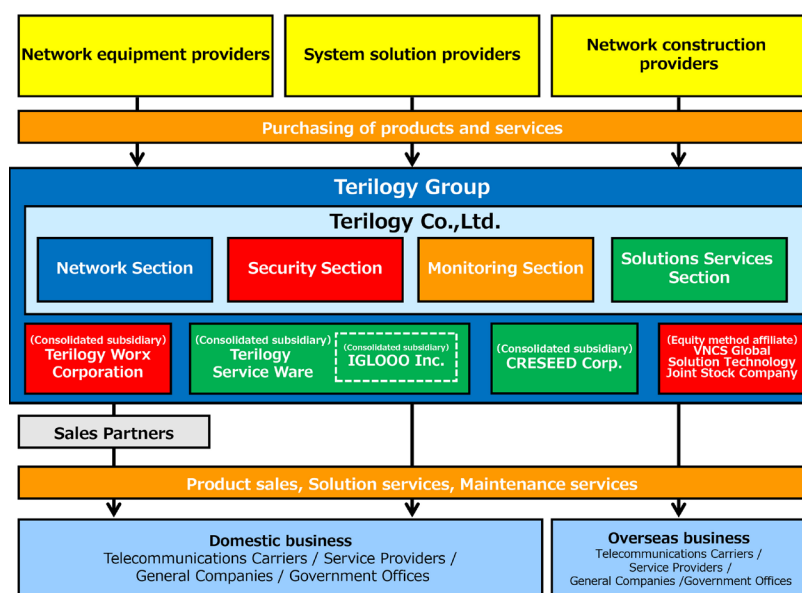 Network equipment providers
System solution providers
Network construction
providers
Purchasing of products and services
Terilogy Group
Terilogy Co.,Ltd.
Network Section
Security Section
Monitoring Section
Solutions Services
Section
(Consolidated subsidiary)
Terilogy Worx
Corporation
(Consolidated subsidiary)
Terilogy
Service Ware
(Consolidated subsidiary)
IGLOOO Inc.
(Consolidated subsidiary)
CRESEED Corp.
(Equity method affiliate)
VNCS Global
Solution Technology
Joint Stock Company
Sales Partners
Product sales, Solution services, Maintenance services
Domestic business
Telecommunications Carriers / Service Providers /
General Companies / Government Offices
Overseas business
Telecommunications Carriers /
Service Providers /
General Companies /Government Offices